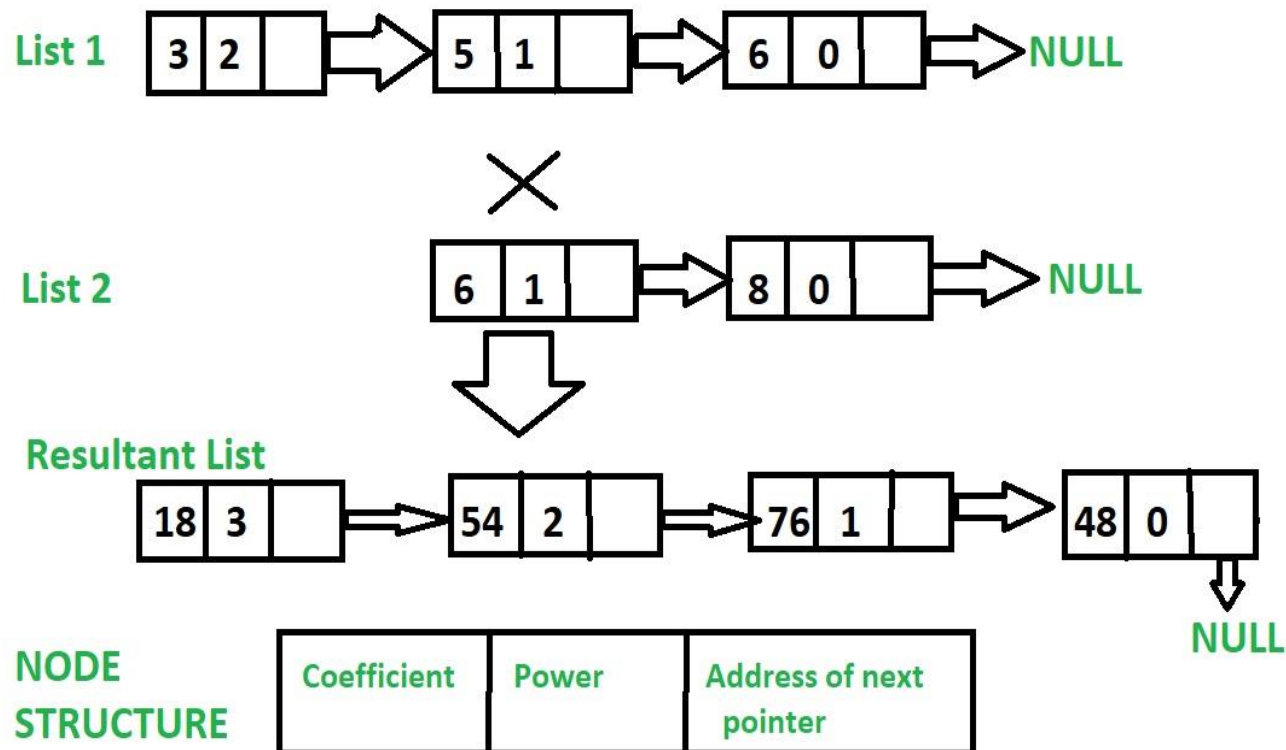 List 1 3 2 5 1 6 0 NULL
List 2 6 1 8 0 NULL
Resultant List
18 3 54 2 76 1 48 0
NULL
NODE
STRUCTURE
Coefficient Power Address of next
pointer